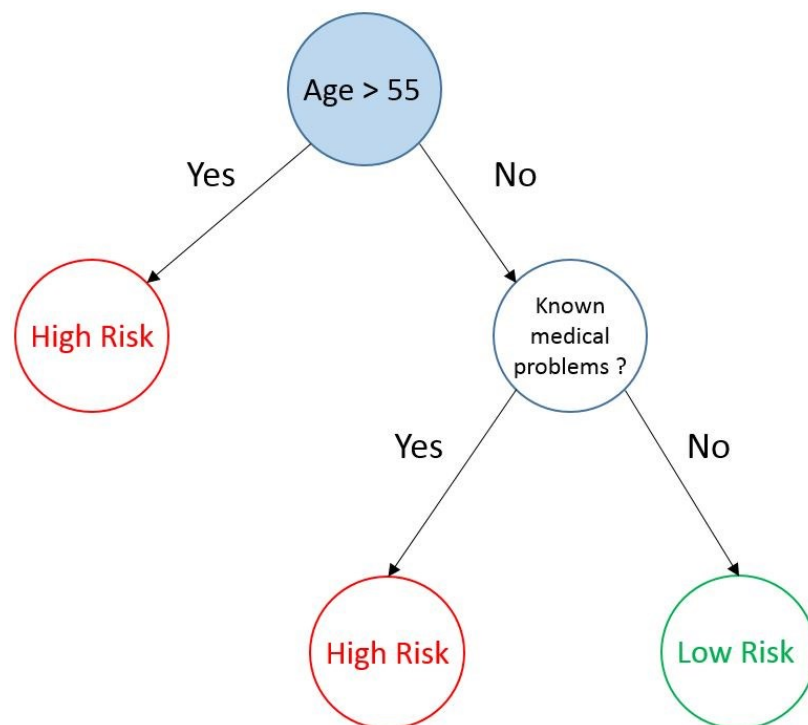 Age > 55
Yes
No
High Risk
Known
medical
problems ?
Yes
No
High Risk
Low Risk